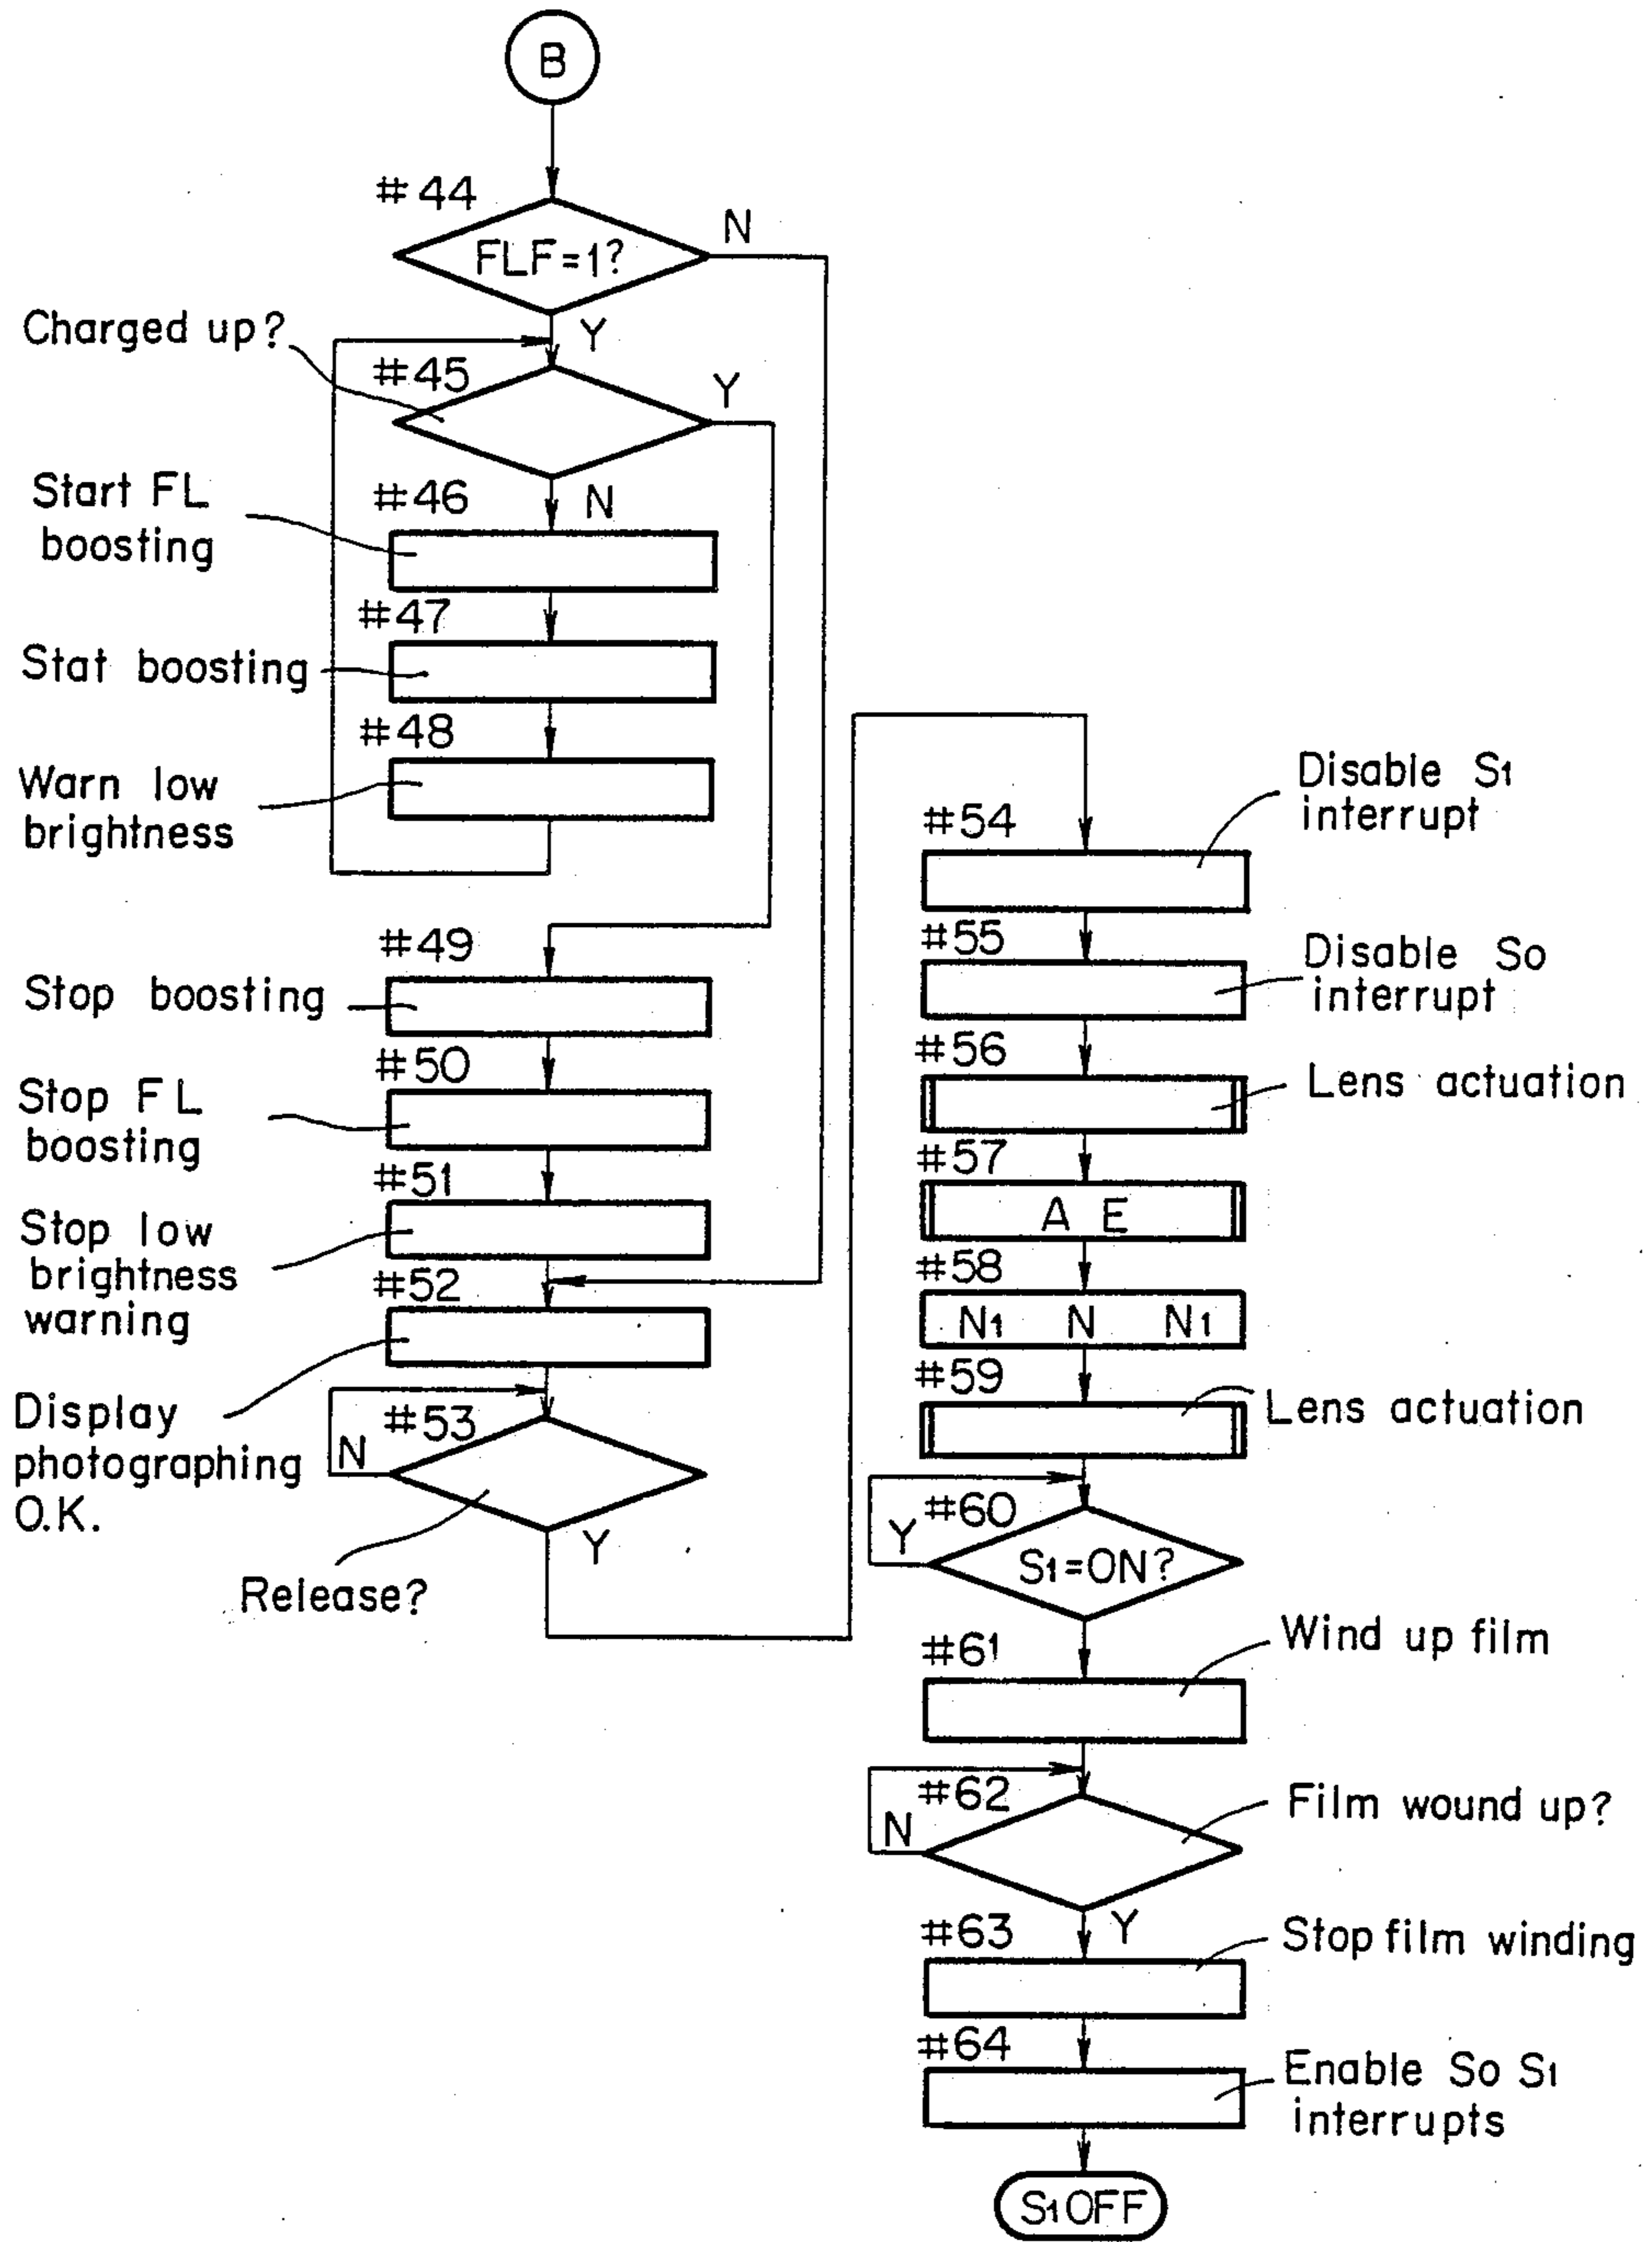 B
#44
N
FLF=1?
Y
Charged up?
#45
Y
Start FL
boosting
#46
N
#47
Stat boosting
#48
Warn low
brightness
#49
Stop boosting
#50
Stop FL
boosting
#51
Stop low
brightness
warning
#52
Display
photographing
O.K.
#53
N
Y
Release?
Disable S1
interrupt
#54
#55
Disable So
interrupt
#56
Lens actuation
#57
A E
#58
N1 N N1
#59
Lens actuation
#60
Y
S1=ON?
Wind up film
#61
#62
N
Film wound up?
Y
#63
Stop film winding
#64
Enable So S1
interrupts
S1OFF